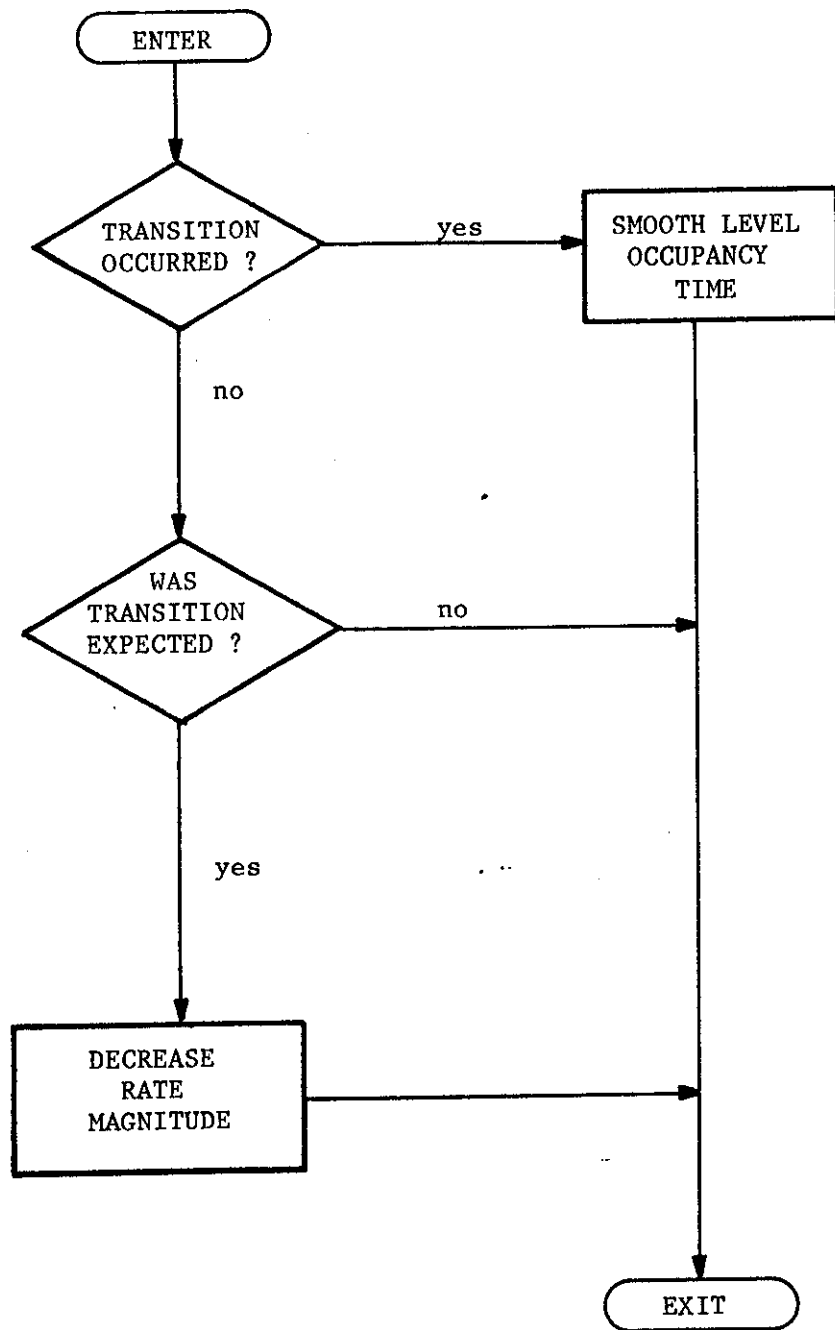 ENTER
TRANSITION
OCCURRED ?
yes
SMOOTH LEVEL
OCCUPANCY
TIME
no
WAS
TRANSITION
EXPECTED ?
no
yes
DECREASE
RATE
MAGNITUDE
EXIT